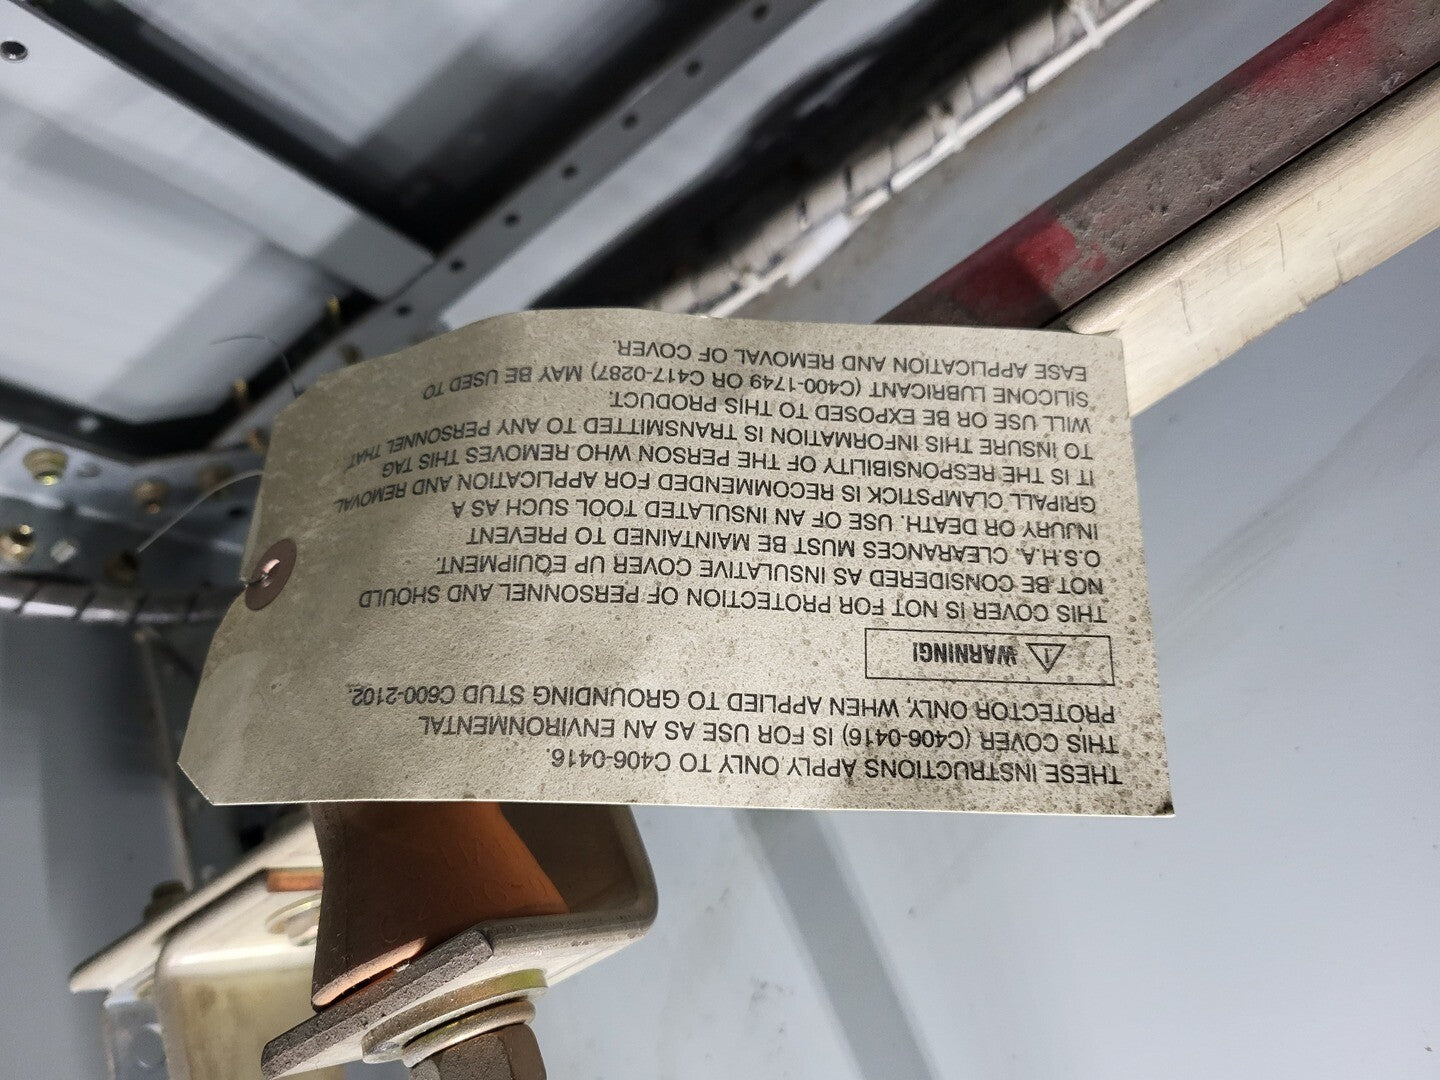 THESE INSTRUCTIONS APPLY ONLY TO C406-0416.
THIS COVER (C406-0416) IS FOR USE AS AN ENVIRONMENTAL
PROTECTOR ONLY, WHEN APPLIED TO GROUNDING STUD C600-2102.
WARNING!
THIS COVER IS NOT FOR PROTECTION OF PERSONNEL AND SHOULD
NOT BE CONSIDERED AS INSULATIVE COVER UP EQUIPMENT.
O.S.H.A. CLEARANCES MUST BE MAINTAINED TO PREVENT
INJURY OR DEATH. USE OF AN INSULATED TOOL SUCH AS A
GRIPALL CLAMPSTICK IS RECOMMENDED FOR APPLICATION AND REMOVAL
IT IS THE RESPONSIBILITY OF THE PERSON WHO REMOVES THIS TAG
TO INSURE THIS INFORMATION IS TRANSMITTED TO ANY PERSONNEL THAT
WILL USE OR BE EXPOSED TO THIS PRODUCT.
SILICONE LUBRICANT (C400-1749 OR C417-0287) MAY BE USED TO
EASE APPLICATION AND REMOVAL OF COVER.